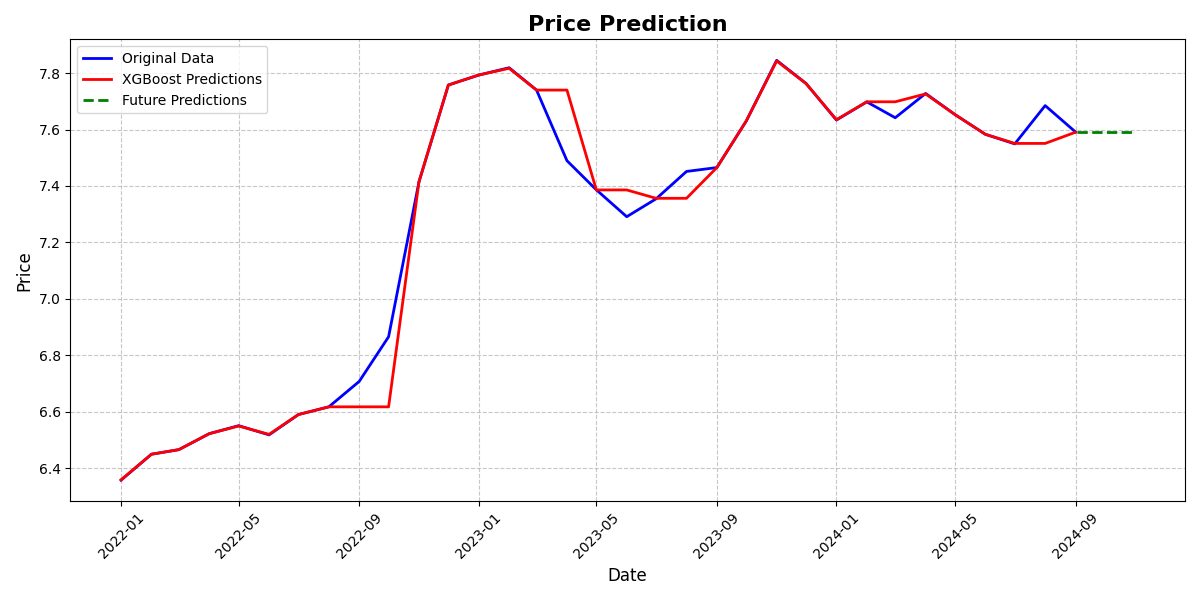 Price Prediction
Original Data
XGBoost Predictions
Future Predictions
Price
7.8
7.6
7.4
7.2
7.0
6.8
6.6
6.4
2022-01
2022-05
2022-09
2023-01
2023-05
2023-09
2024-01
2024-05
2024-09
Date